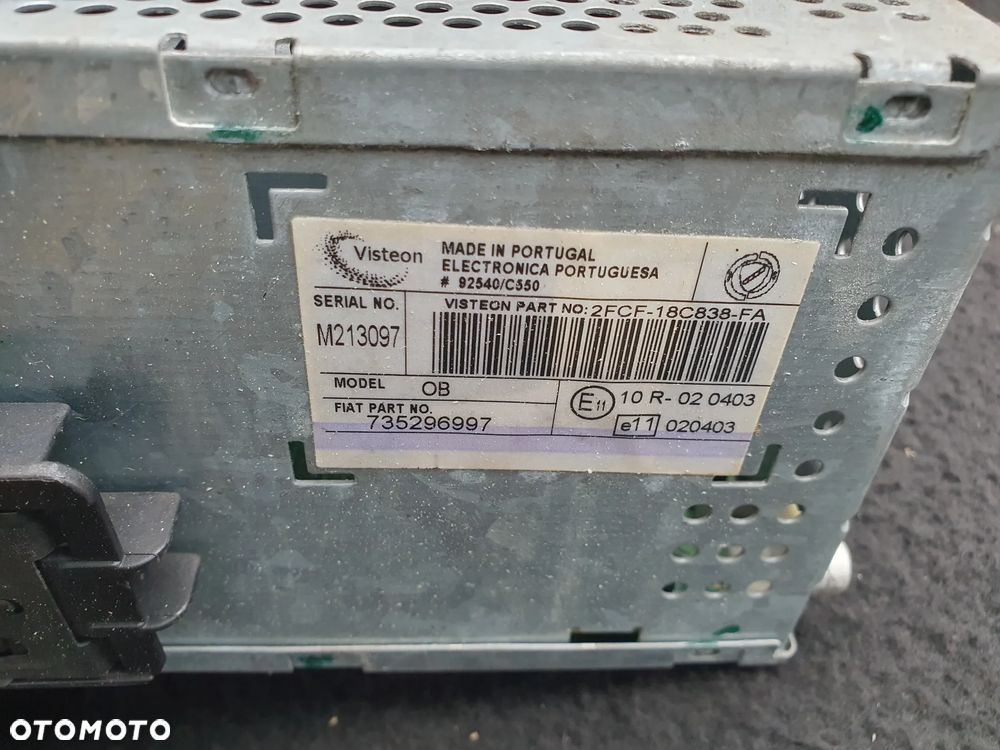 Visteon
MADE IN PORTUGAL
ELECTRONICA PORTUGUESA
# 92540/C550
SERIAL NO.
M213097
VISTEON PART NO: 2FCF-18C838-FA
MODEL OB
FIAT PART NO.
735296997
E11 10 R- 02 0403
e11 020403
OTOMOTO
OTOMOTO